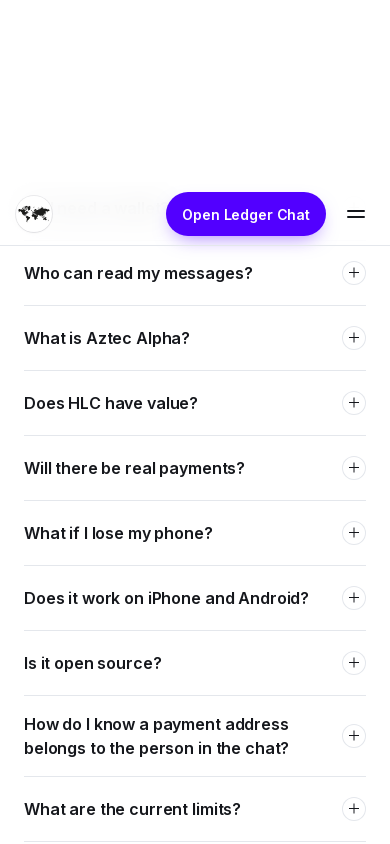 Open Ledger Chat
Who can read my messages?
What is Aztec Alpha?
Does HLC have value?
Will there be real payments?
What if I lose my phone?
Does it work on iPhone and Android?
Is it open source?
How do I know a payment address
belongs to the person in the chat?
What are the current limits?